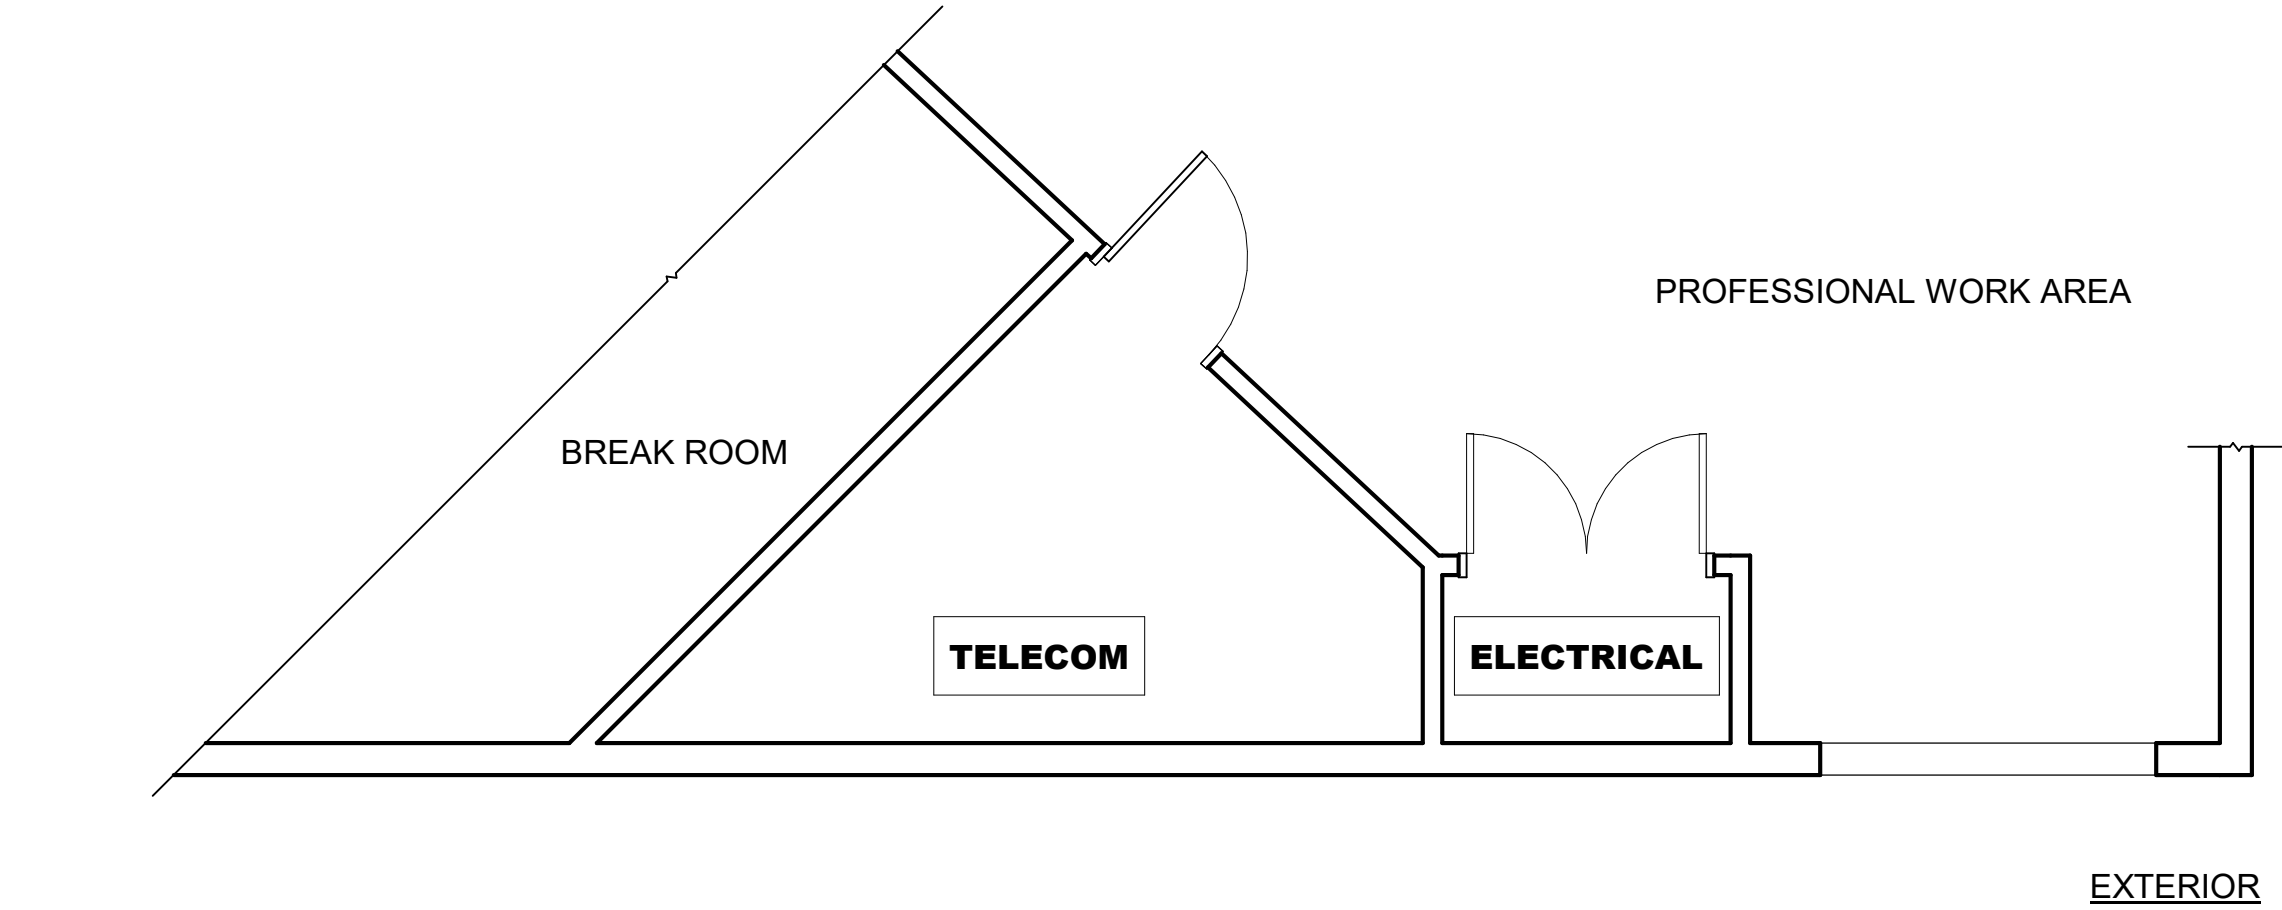 PROFESSIONAL WORK AREA
BREAK ROOM
TELECOM
ELECTRICAL
EXTERIOR